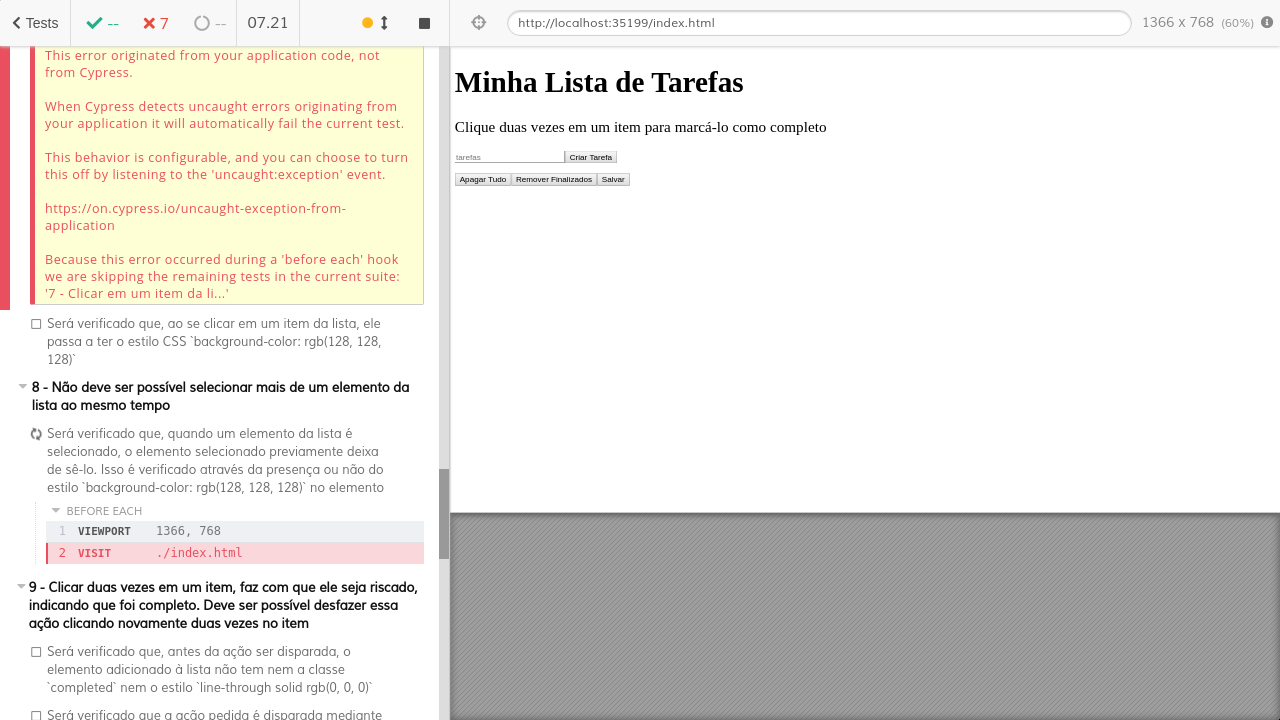 Tests
--
7
--
07.21
http://localhost:35199/index.html
1366 x 768 (60%)
This error originated from your application code, not
from Cypress.
When Cypress detects uncaught errors originating from
your application it will automatically fail the current test.
This behavior is configurable, and you can choose to turn
this off by listening to the 'uncaught:exception' event.
https://on.cypress.io/uncaught-exception-from-
application
Because this error occurred during a 'before each' hook
we are skipping the remaining tests in the current suite:
'7 - Clicar em um item da li...'
Será verificado que, ao se clicar em um item da lista, ele
passa a ter o estilo CSS `background-color: rgb(128, 128,
128)`
8 - Não deve ser possível selecionar mais de um elemento da
lista ao mesmo tempo
Será verificado que, quando um elemento da lista é
selecionado, o elemento selecionado previamente deixa
de sê-lo. Isso é verificado através da presença ou não do
estilo `background-color: rgb(128, 128, 128)` no elemento
BEFORE EACH
1 VIEWPORT 1366, 768
2 VISIT ./index.html
9 - Clicar duas vezes em um item, faz com que ele seja riscado,
indicando que foi completo. Deve ser possível desfazer essa
ação clicando novamente duas vezes no item
Será verificado que, antes da ação ser disparada, o
elemento adicionado à lista não tem nem a classe
`completed` nem o estilo `line-through solid rgb(0, 0, 0)`
Será verificado que a ação pedida é disparada mediante
Minha Lista de Tarefas
Clique duas vezes em um item para marcá-lo como completo
tarefas
Criar Tarefa
Apagar Tudo
Remover Finalizados
Salvar